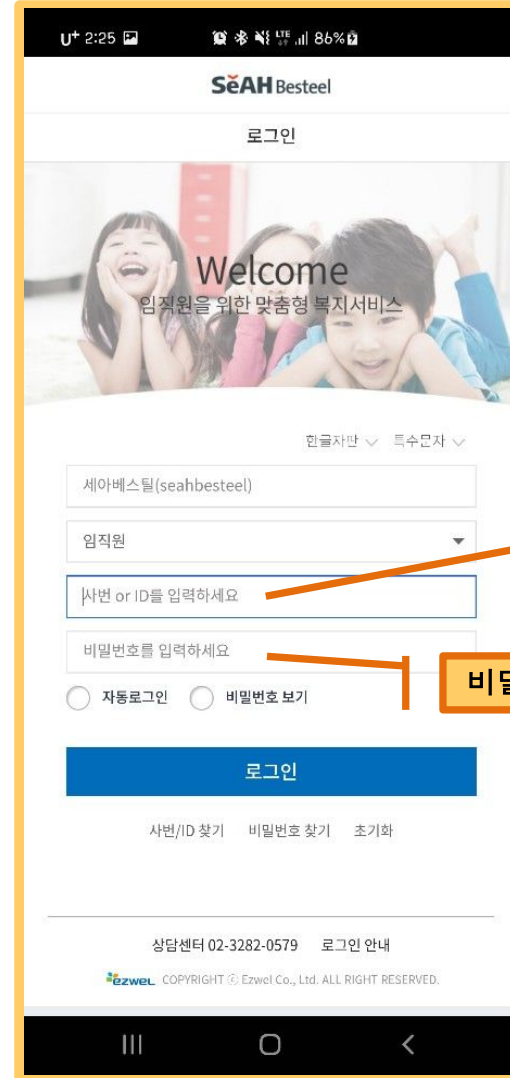 U+ 2:25 LTE 86%
SeAH Besteel
로그인
Welcome
임직원을 위한 맞춤형 복지서비스
한글자판 특수문자
세아베스틸(seahbesteel)
임직원
사번 or ID를 입력하세요
비밀번호를 입력하세요
비밀
자동로그인 비밀번호 보기
로그인
사번/ID 찾기 비밀번호 찾기 초기화
상담센터 02-3282-0579 로그인 안내
ezwel COPYRIGHT ⓒ Ezwel Co., Ltd. ALL RIGHT RESERVED.